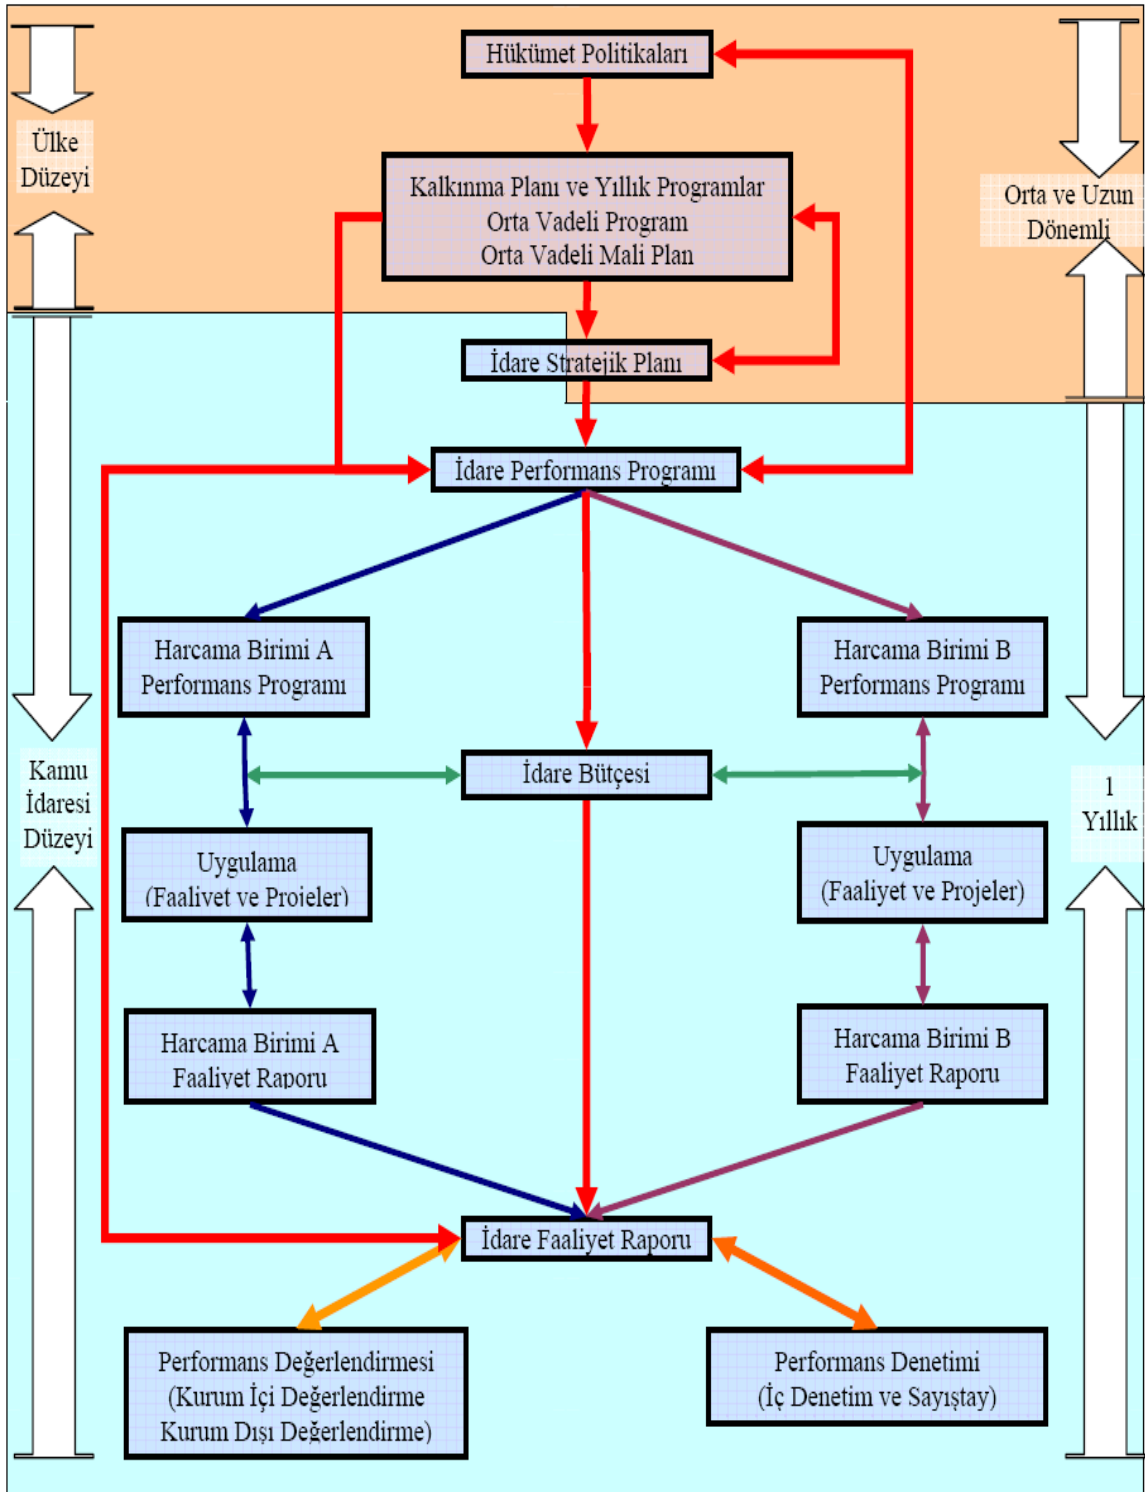 Hükümet Politikaları
Ülke
Düzeyi
Kalkınma Planı ve Yıllık Programlar
Orta Vadeli Program
Orta Vadeli Mali Plan
Orta ve Uzun
Dönemli
İdare Stratejik Planı
İdare Performans Programı
Harcama Birimi A
Performans Programı
Harcama Birimi B
Performans Programı
İdare Bütçesi
Kamu
İdaresi
Düzeyi
1
Yıllık
Uygulama
(Faaliyet ve Projeler)
Uygulama
(Faaliyet ve Projeler)
Harcama Birimi A
Faaliyet Raporu
Harcama Birimi B
Faaliyet Raporu
İdare Faaliyet Raporu
Performans Değerlendirmesi
(Kurum İçi Değerlendirme
Kurum Dışı Değerlendirme)
Performans Denetimi
(İç Denetim ve Sayıştay)